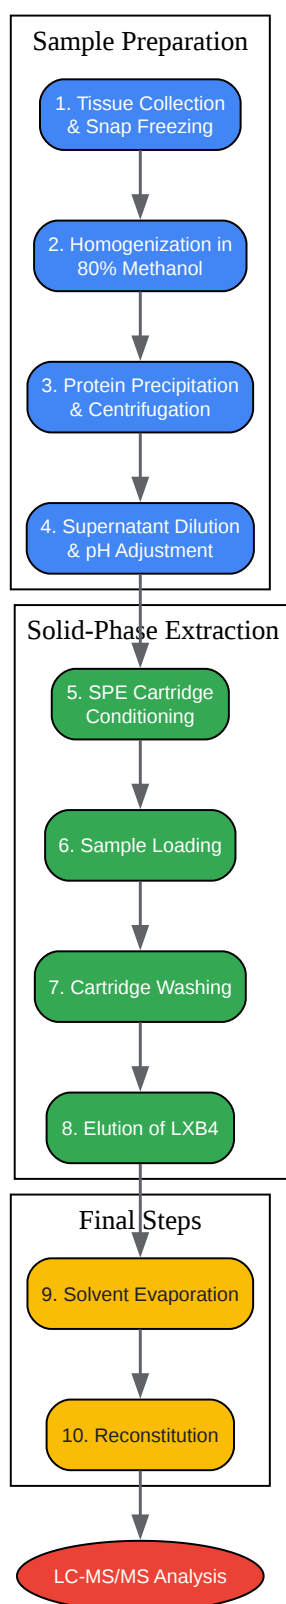 Sample Preparation
1. Tissue Collection
& Snap Freezing
2. Homogenization in
80% Methanol
3. Protein Precipitation
& Centrifugation
4. Supernatant Dilution
& pH Adjustment
Solid-Phase Extraction
5. SPE Cartridge
Conditioning
6. Sample Loading
7. Cartridge Washing
8. Elution of LXB4
Final Steps
9. Solvent Evaporation
10. Reconstitution
LC-MS/MS Analysis